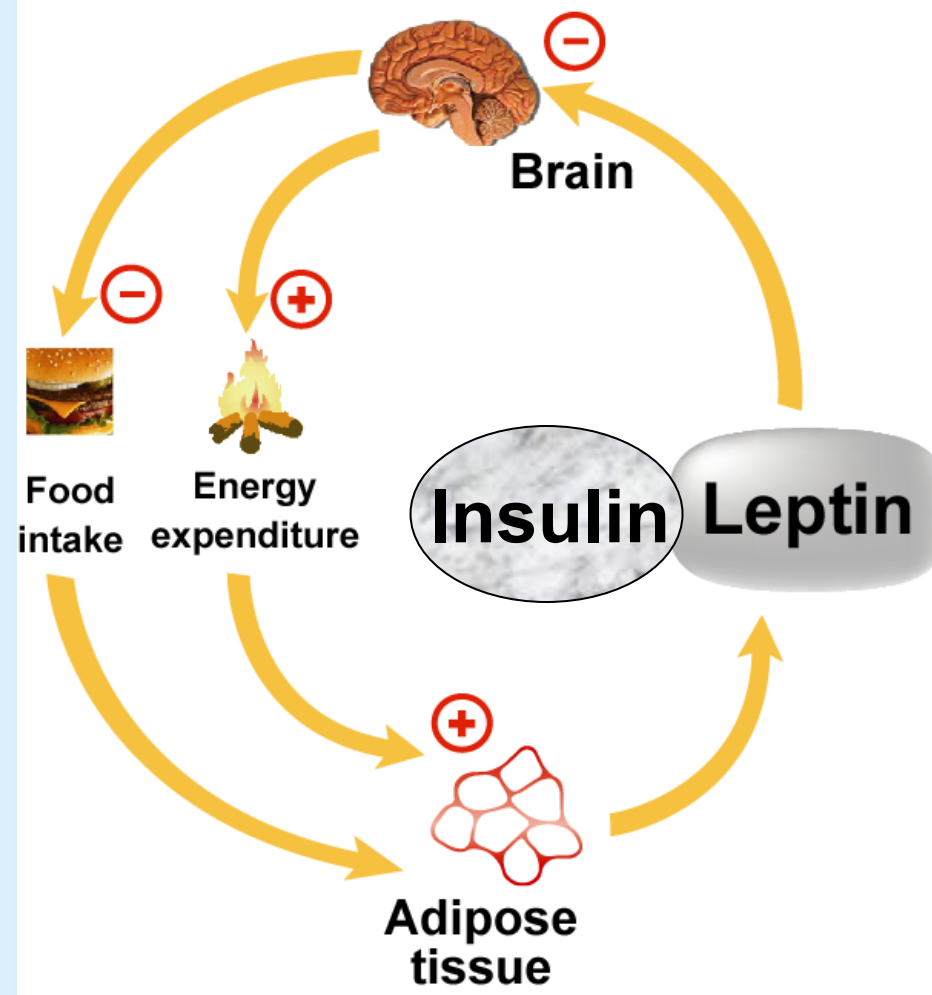 −
Brain
−
+
Food
intake
Energy
expenditure
Insulin
Leptin
+
Adipose
tissue